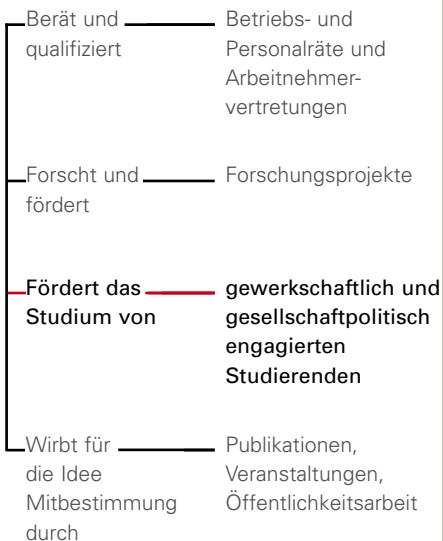 Berät und
qualifiziert
Betriebs- und
Personalräte und
Arbeitnehmer-
vertretungen
Forscht und
fördert
Forschungsprojekte
Fördert das
Studium von
gewerkschaftlich und
gesellschaftpolitisch
engagierten
Studierenden
Wirbt für
die Idee
Mitbestimmung
durch
Publikationen,
Veranstaltungen,
Öffentlichkeitsarbeit